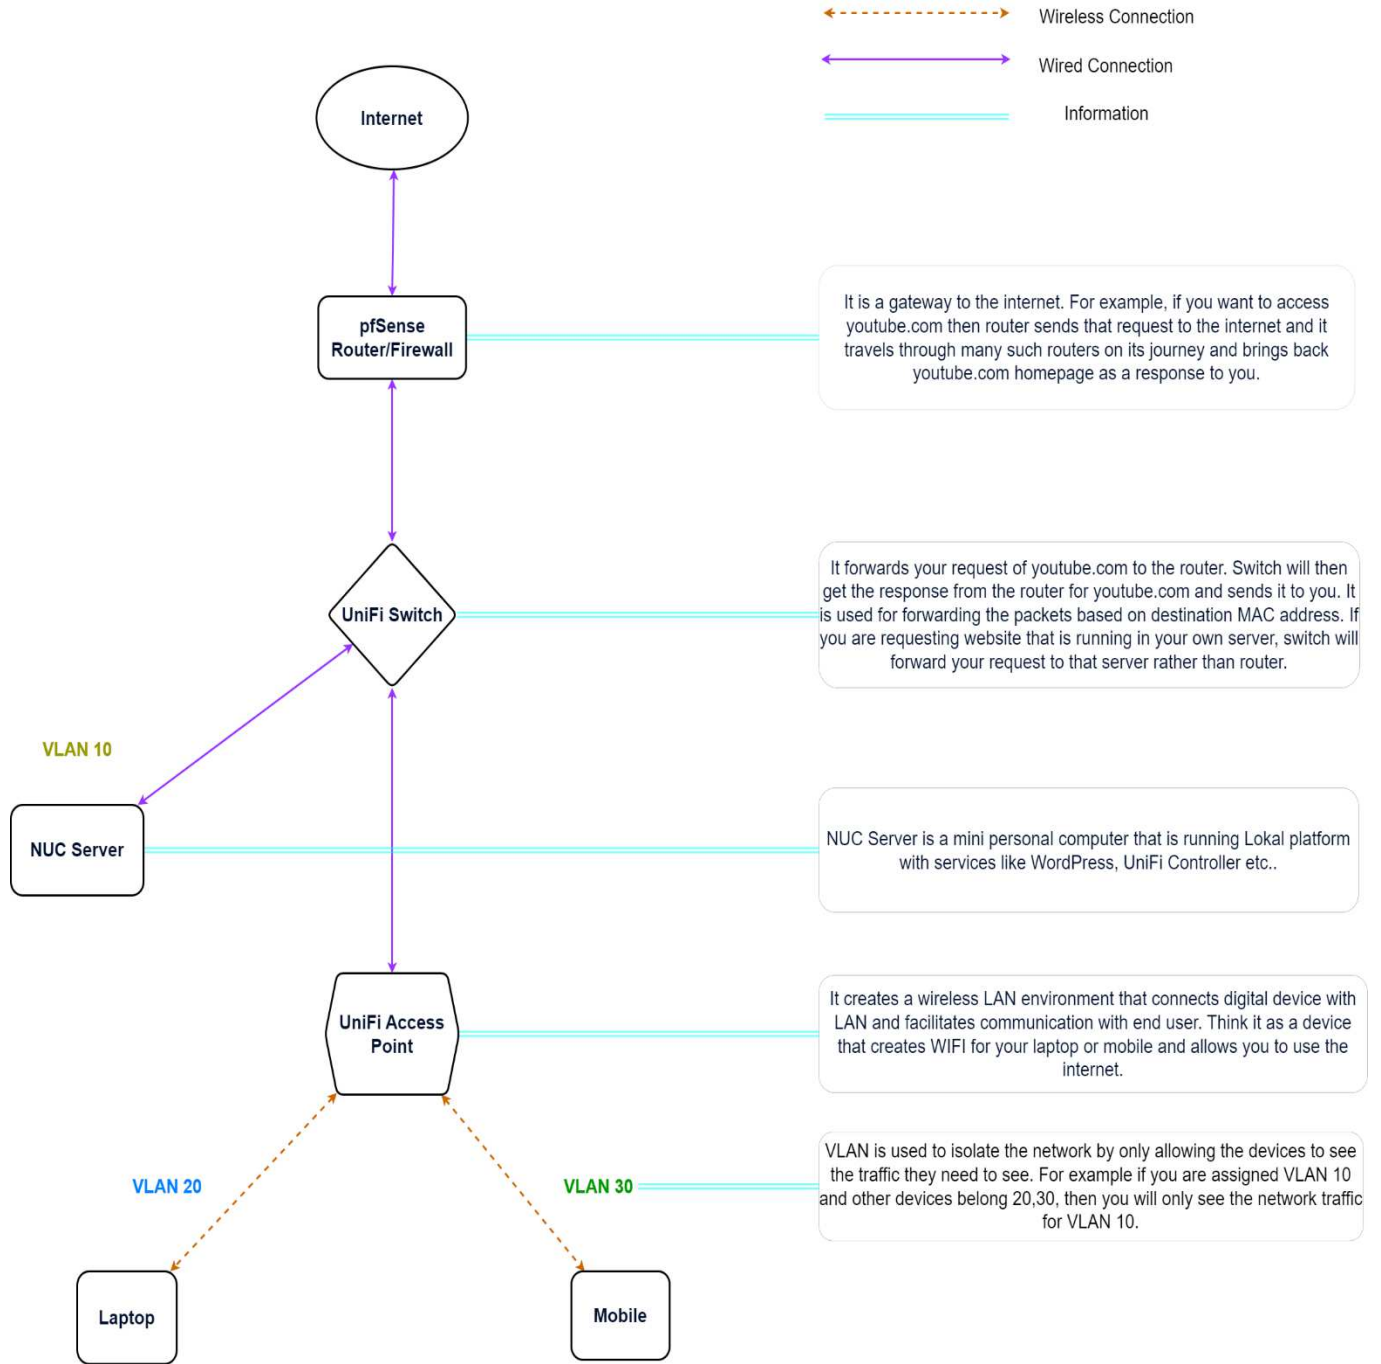 Wireless Connection
Wired Connection
Information
Internet
pfSense
Router/Firewall
It is a gateway to the internet. For example, if you want to access
youtube.com then router sends that request to the internet and it
travels through many such routers on its journey and brings back
youtube.com homepage as a response to you.
UniFi Switch
It forwards your request of youtube.com to the router. Switch will then
get the response from the router for youtube.com and sends it to you. It
is used for forwarding the packets based on destination MAC address. If
you are requesting website that is running in your own server, switch will
forward your request to that server rather than router.
VLAN 10
NUC Server
NUC Server is a mini personal computer that is running Lokal platform
with services like WordPress, UniFi Controller etc..
UniFi Access
Point
It creates a wireless LAN environment that connects digital device with
LAN and facilitates communication with end user. Think it as a device
that creates WIFI for your laptop or mobile and allows you to use the
internet.
VLAN 20
VLAN 30
VLAN is used to isolate the network by only allowing the devices to see
the traffic they need to see. For example if you are assigned VLAN 10
and other devices belong 20,30, then you will only see the network traffic
for VLAN 10.
Laptop
Mobile